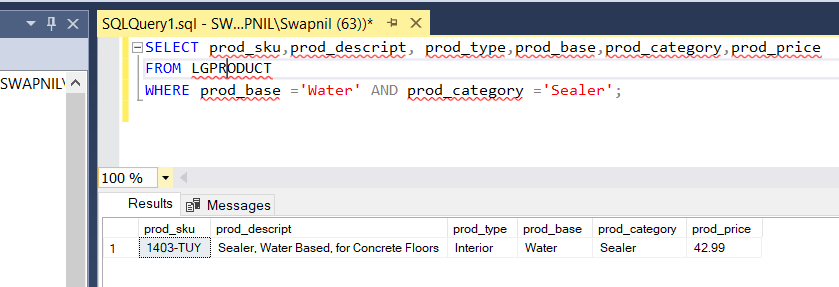 SQLQuery1.sql - SW...PNIL\Swapnil (63))*
SELECT prod_sku,prod_descript, prod_type,prod_base,prod_category,prod_price
FROM LGPRODUCT
SWAPNIL\
WHERE prod_base ='Water' AND prod_category ='Sealer';
100 %
Results Messages
prod_sku prod_descript prod_type prod_base prod_category prod_price
1 1403-TUY Sealer, Water Based, for Concrete Floors Interior Water Sealer 42.99